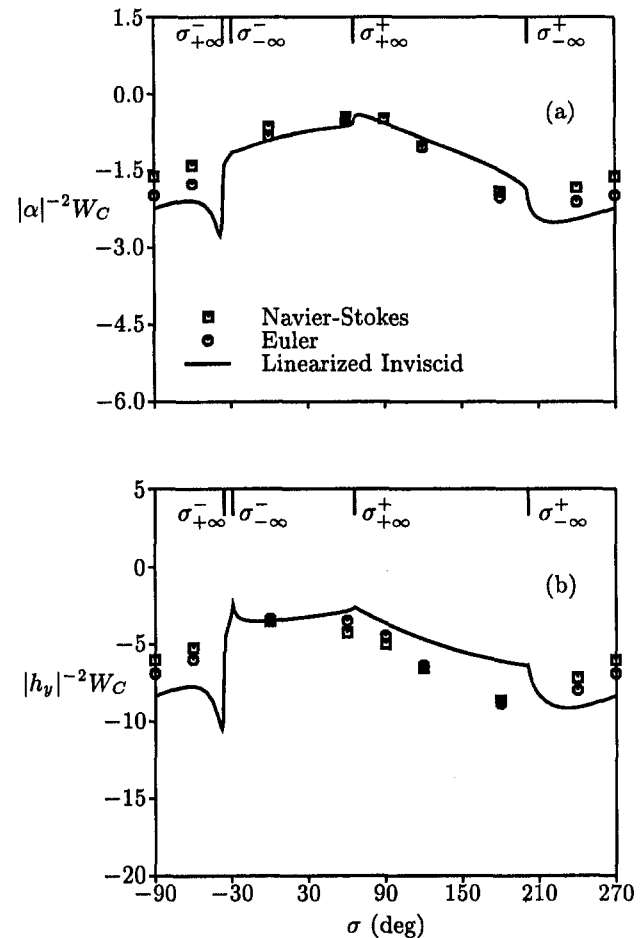 1.5
σ⁻₊∞ σ⁻₋∞ σ⁺₊∞ σ⁺₋∞
0.0
(a)
−1.5
|α|⁻²W_C
−3.0
Navier-Stokes
−4.5
Euler
Linearized Inviscid
−6.0
5
σ⁻₊∞ σ⁻₋∞ σ⁺₊∞ σ⁺₋∞
0
(b)
−5
|h_y|⁻²W_C
−10
−15
−20
−90 −30 30 90 150 210 270
σ (deg)